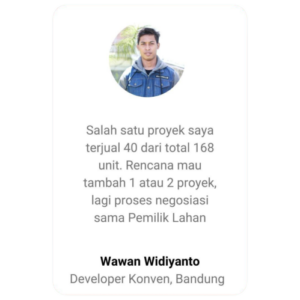 Salah satu proyek saya
terjual 40 dari total 168
unit. Rencana mau
tambah 1 atau 2 proyek,
lagi proses negosiasi
sama Pemilik Lahan
Wawan Widiyanto
Developer Konven, Bandung